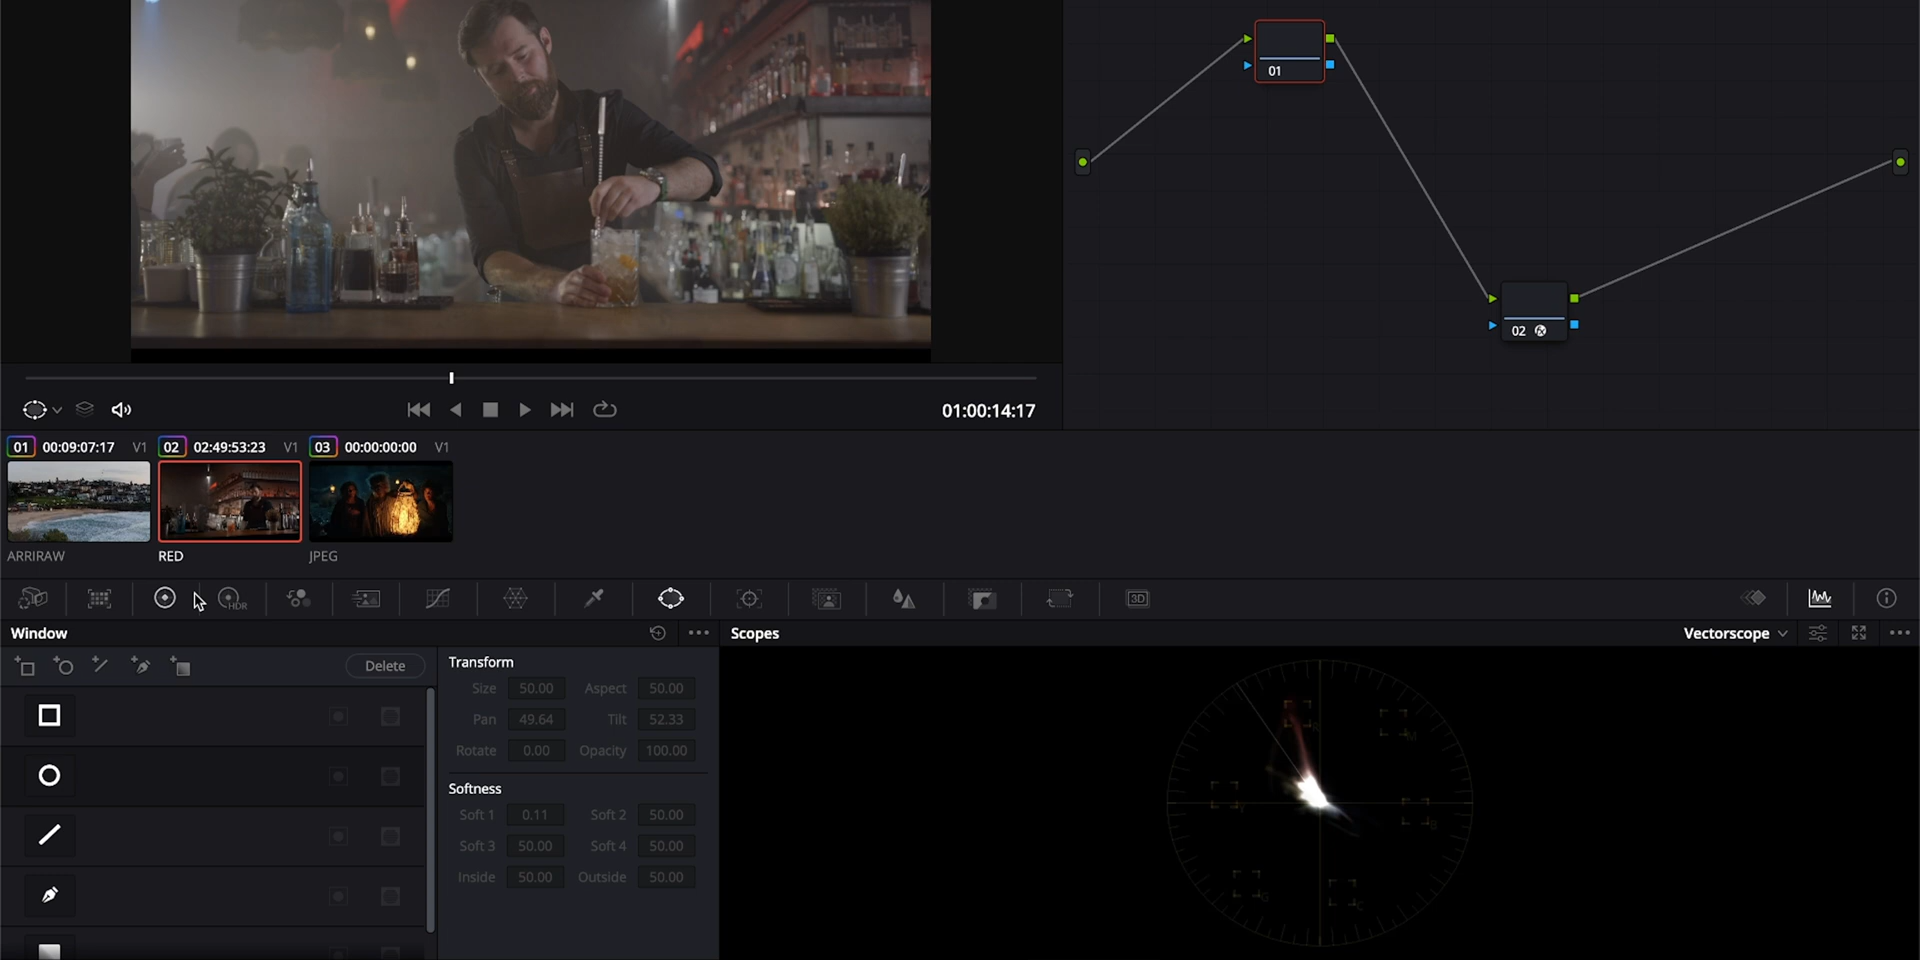 01
02
01:00:14:17
01 00:09:07:17 V1
02 02:49:53:23 V1
03 00:00:00:00 V1
ARRIRAW
RED
JPEG
HDR
3D
Window
Delete
Transform
Size 50.00 Aspect 50.00
Pan 49.64 Tilt 52.33
Rotate 0.00 Opacity 100.00
Softness
Soft 1 0.11 Soft 2 50.00
Soft 3 50.00 Soft 4 50.00
Inside 50.00 Outside 50.00
Scopes
Vectorscope
R
M
B
G
C